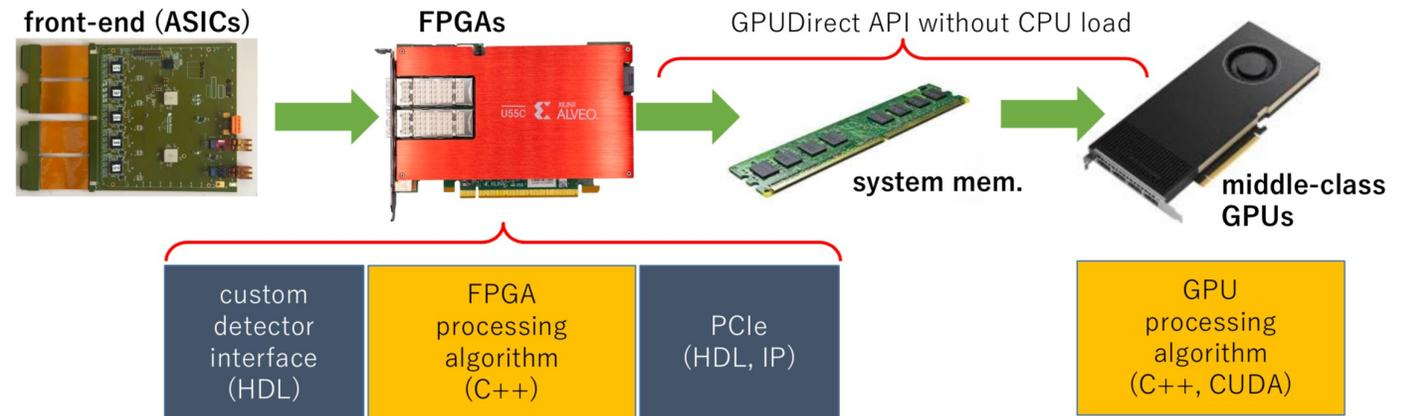 front-end (ASICs)
FPGAs
GPUDirect API without CPU load
U55C
XILINX
ALVEO.
system mem.
middle-class
GPUs
custom
detector
interface
(HDL)
FPGA
processing
algorithm
(C++)
PCIe
(HDL, IP)
GPU
processing
algorithm
(C++, CUDA)